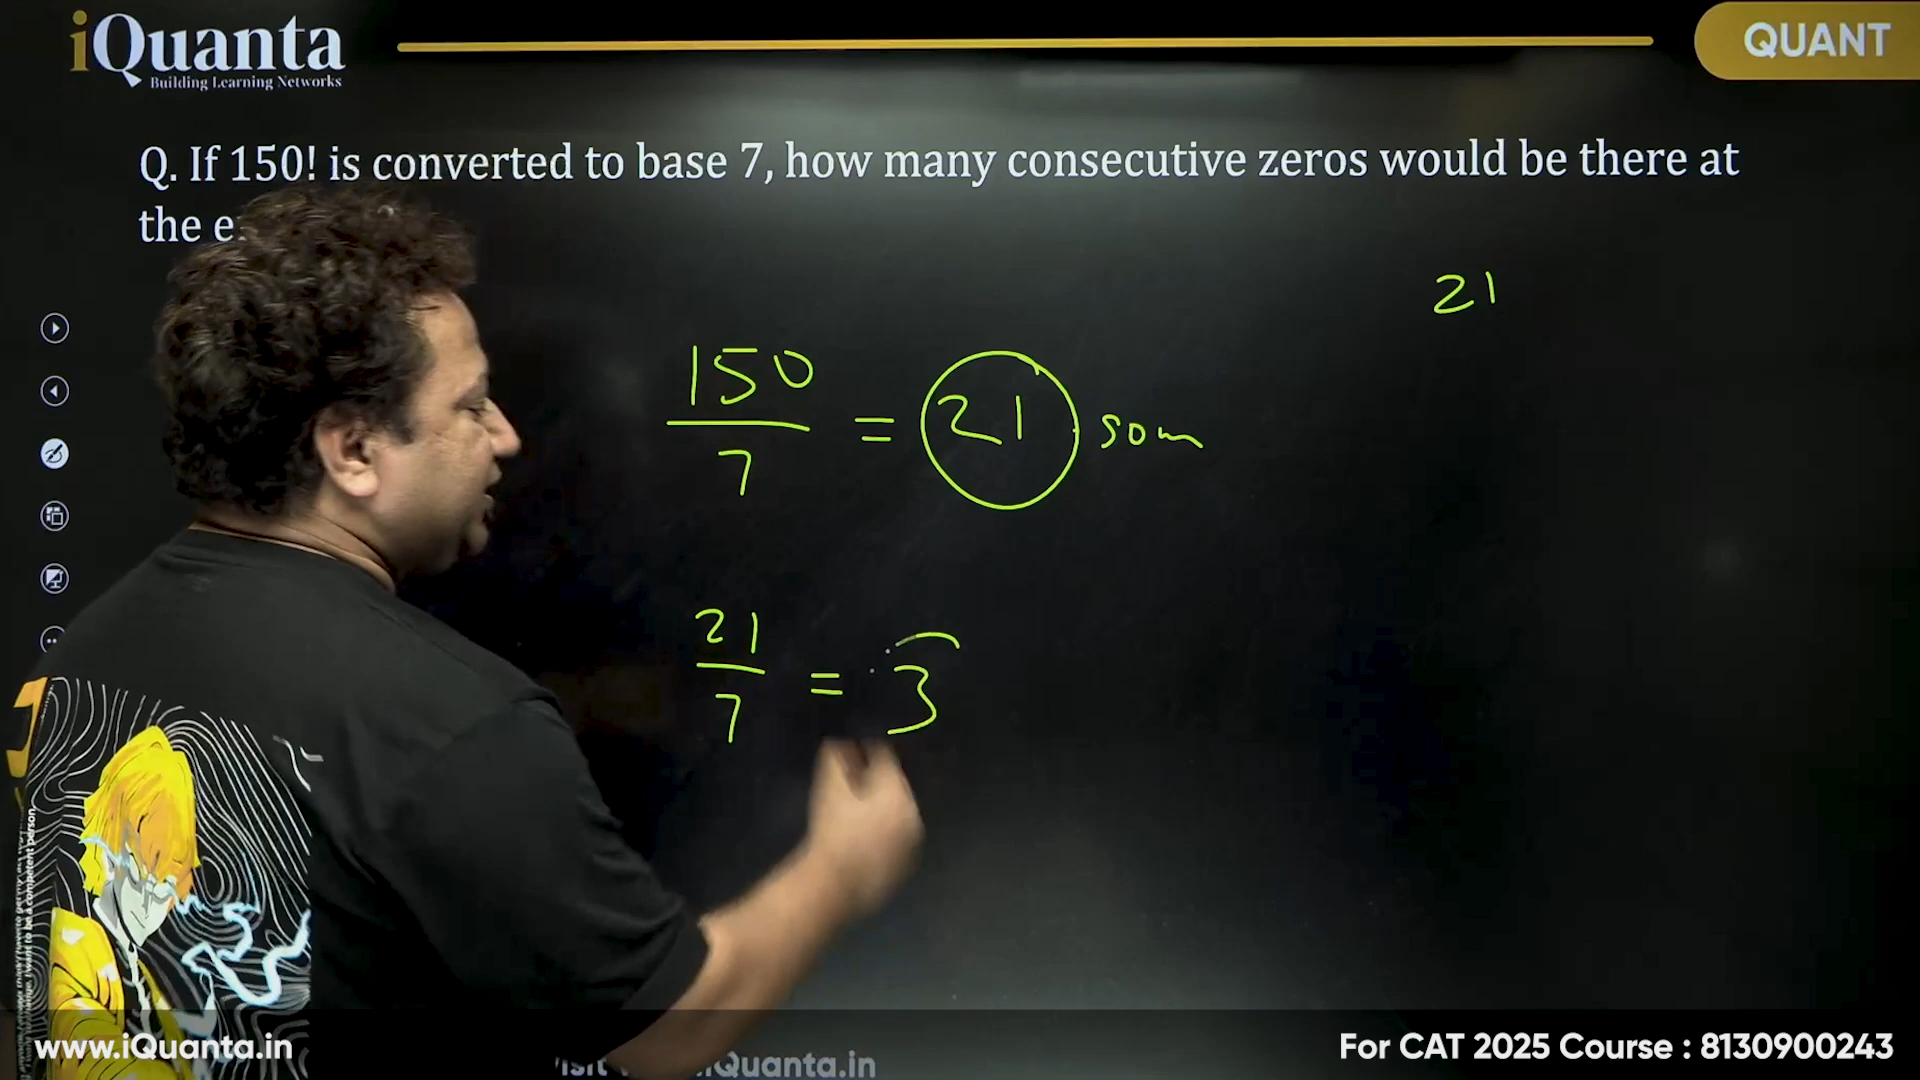 iQuanta
Building Learning Networks
QUANT
Q. If 150! is converted to base 7, how many consecutive zeros would be there at
the e
21
150
7
= 21 som
21
7
= 3
www.iQuanta.in
iQuanta.in
For CAT 2025 Course : 8130900243